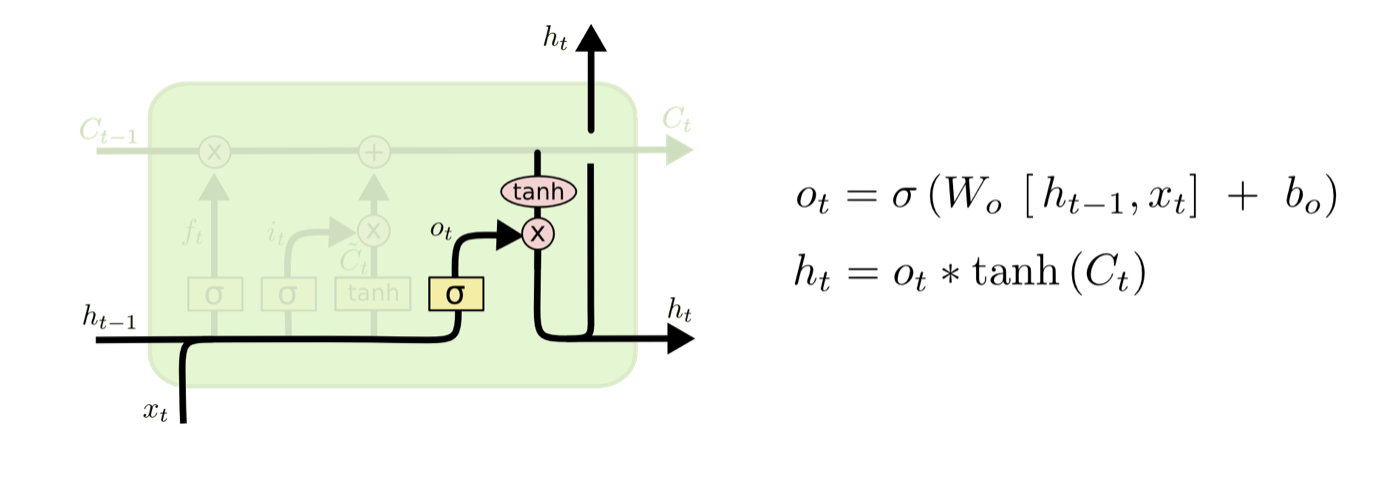 h_t
C_{t-1}
C_t
x
+
tanh
f_t
i_t
x
o_t
x
C̃_t
σ
σ
tanh
σ
h_{t-1}
h_t
x_t
o_t = σ (W_o [h_{t-1}, x_t] + b_o)
h_t = o_t * tanh (C_t)